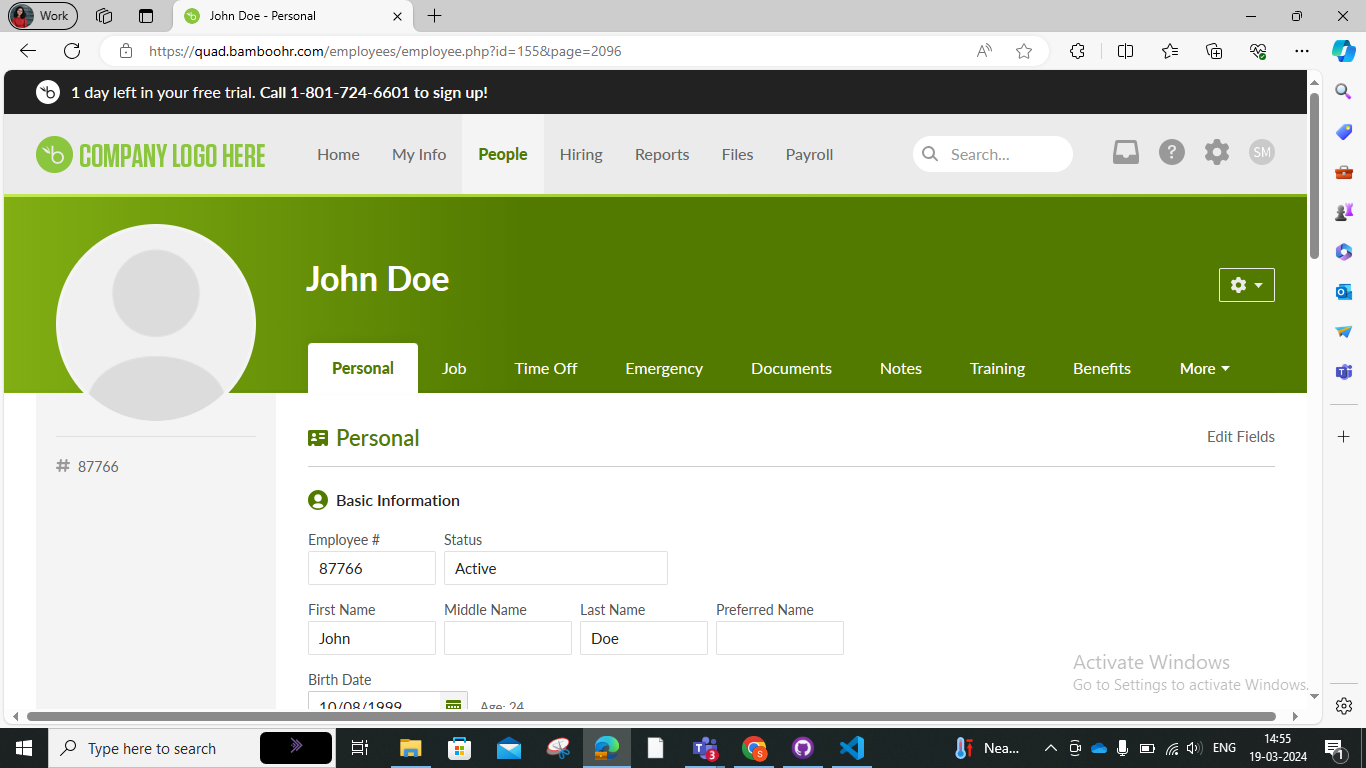 Work
John Doe - Personal
https://quad.bamboohr.com/employees/employee.php?id=155&page=2096
1 day left in your free trial. Call 1-801-724-6601 to sign up!
COMPANY LOGO HERE
Home My Info People Hiring Reports Files Payroll
Search...
SM
John Doe
Personal Job Time Off Emergency Documents Notes Training Benefits More
# 87766
Personal
Edit Fields
Basic Information
Employee # Status
87766 Active
First Name Middle Name Last Name Preferred Name
John Doe
Birth Date
10/08/1999 Age: 24
Activate Windows
Go to Settings to activate Windows.
Type here to search
3
S
Nea...
ENG
14:55
19-03-2024
1